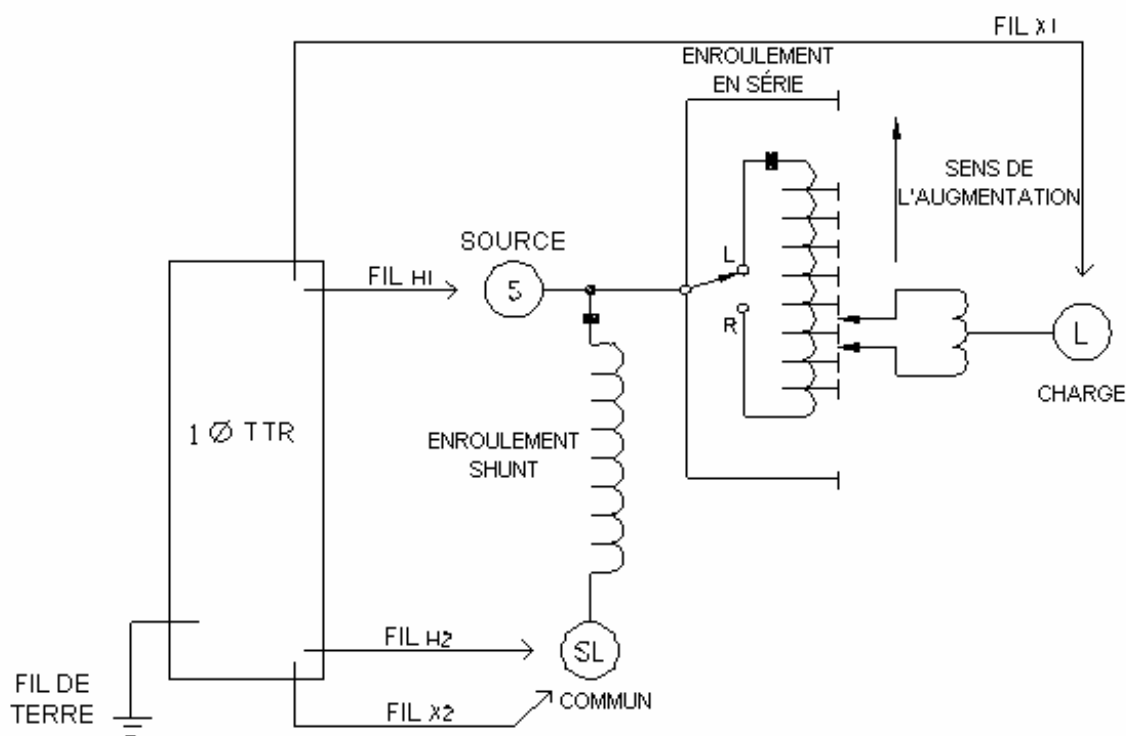 FIL X1
ENROULEMENT
EN SÉRIE
SENS DE
L'AUGMENTATION
SOURCE
L
FIL H1
S
R
L
CHARGE
1 Ø TTR
ENROULEMENT
SHUNT
FIL H2
SL
FIL DE
TERRE
FIL X2
COMMUN